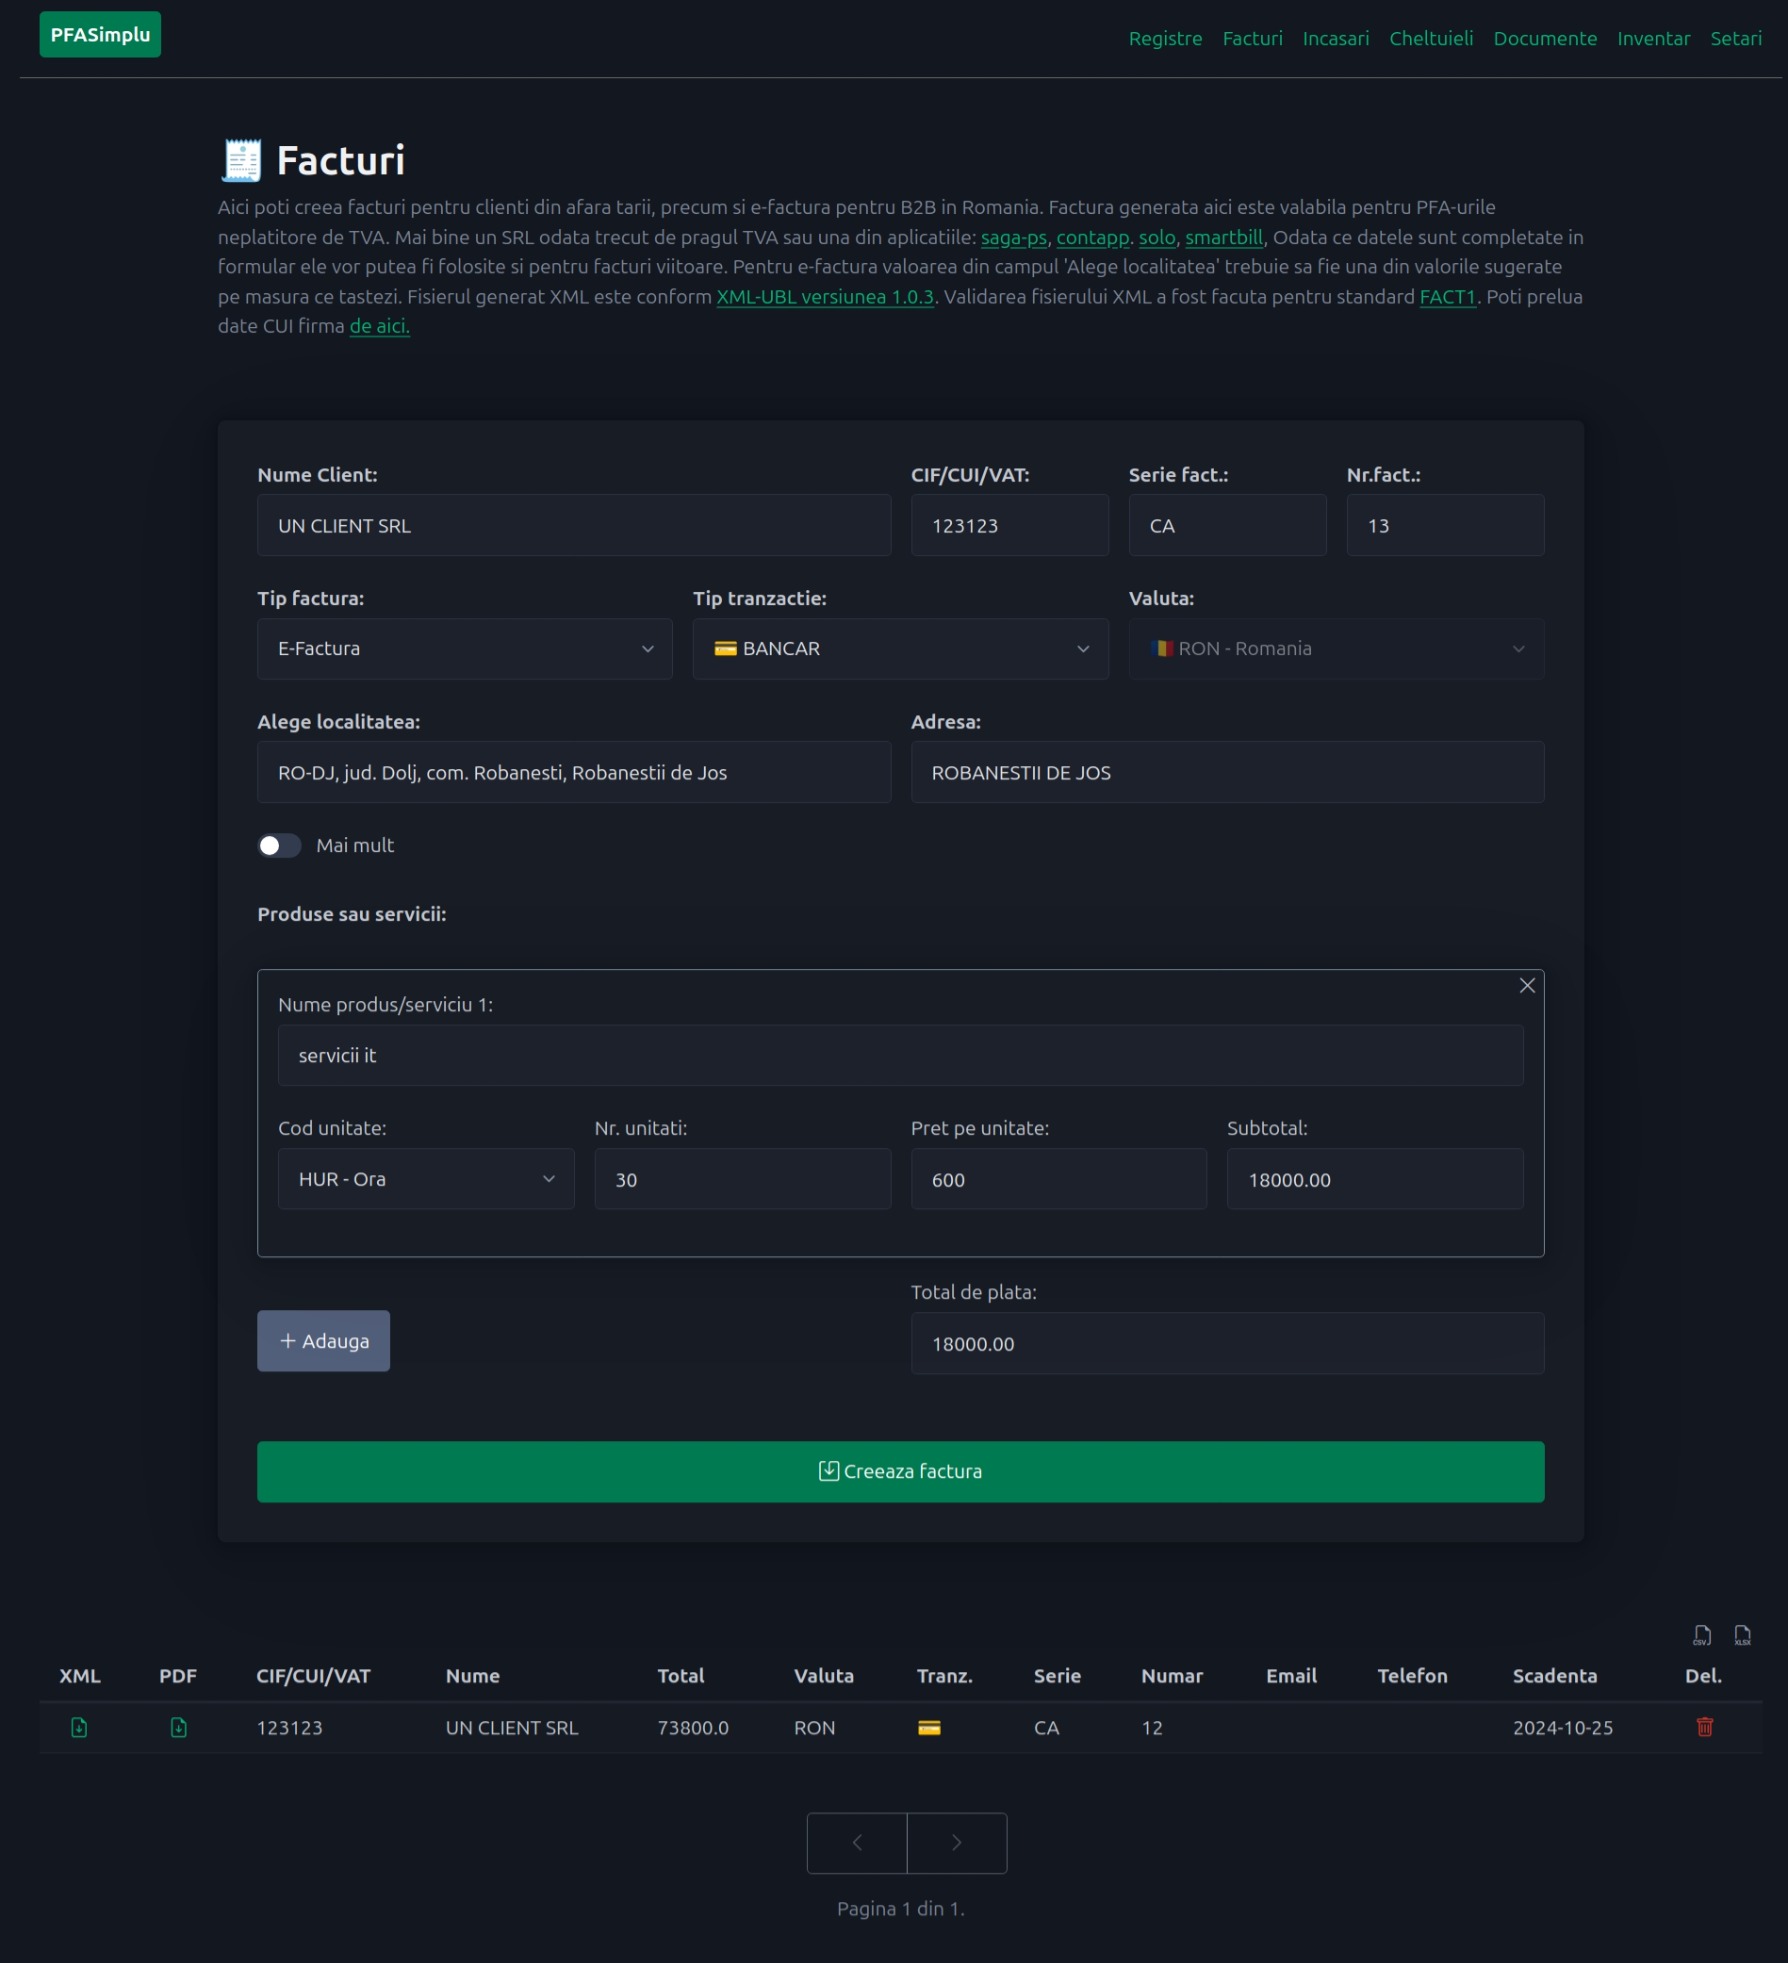 PFASimplu
Registre Facturi Incasari Cheltuieli Documente Inventar Setari
Facturi
Aici poti creea facturi pentru clienti din afara tarii, precum si e-factura pentru B2B in Romania. Factura generata aici este valabila pentru PFA-urile
neplatitore de TVA. Mai bine un SRL odata trecut de pragul TVA sau una din aplicatiile: saga-ps, contapp. solo, smartbill, Odata ce datele sunt completate in
formular ele vor putea fi folosite si pentru facturi viitoare. Pentru e-factura valoarea din campul 'Alege localitatea' trebuie sa fie una din valorile sugerate
pe masura ce tastezi. Fisierul generat XML este conform XML-UBL versiunea 1.0.3. Validarea fisierului XML a fost facuta pentru standard FACT1. Poti prelua
date CUI firma de aici.
Nume Client: CIF/CUI/VAT: Serie fact.: Nr.fact.:
UN CLIENT SRL 123123 CA 13
Tip factura: Tip tranzactie: Valuta:
E-Factura BANCAR RON - Romania
Alege localitatea: Adresa:
RO-DJ, jud. Dolj, com. Robanesti, Robanestii de Jos ROBANESTII DE JOS
Mai mult
Produse sau servicii:
Nume produs/serviciu 1:
servicii it
Cod unitate: Nr. unitati: Pret pe unitate: Subtotal:
HUR - Ora 30 600 18000.00
Total de plata:
+ Adauga 18000.00
Creeaza factura
CSV XLSX
XML PDF CIF/CUI/VAT Nume Total Valuta Tranz. Serie Numar Email Telefon Scadenta Del.
123123 UN CLIENT SRL 73800.0 RON CA 12 2024-10-25
Pagina 1 din 1.